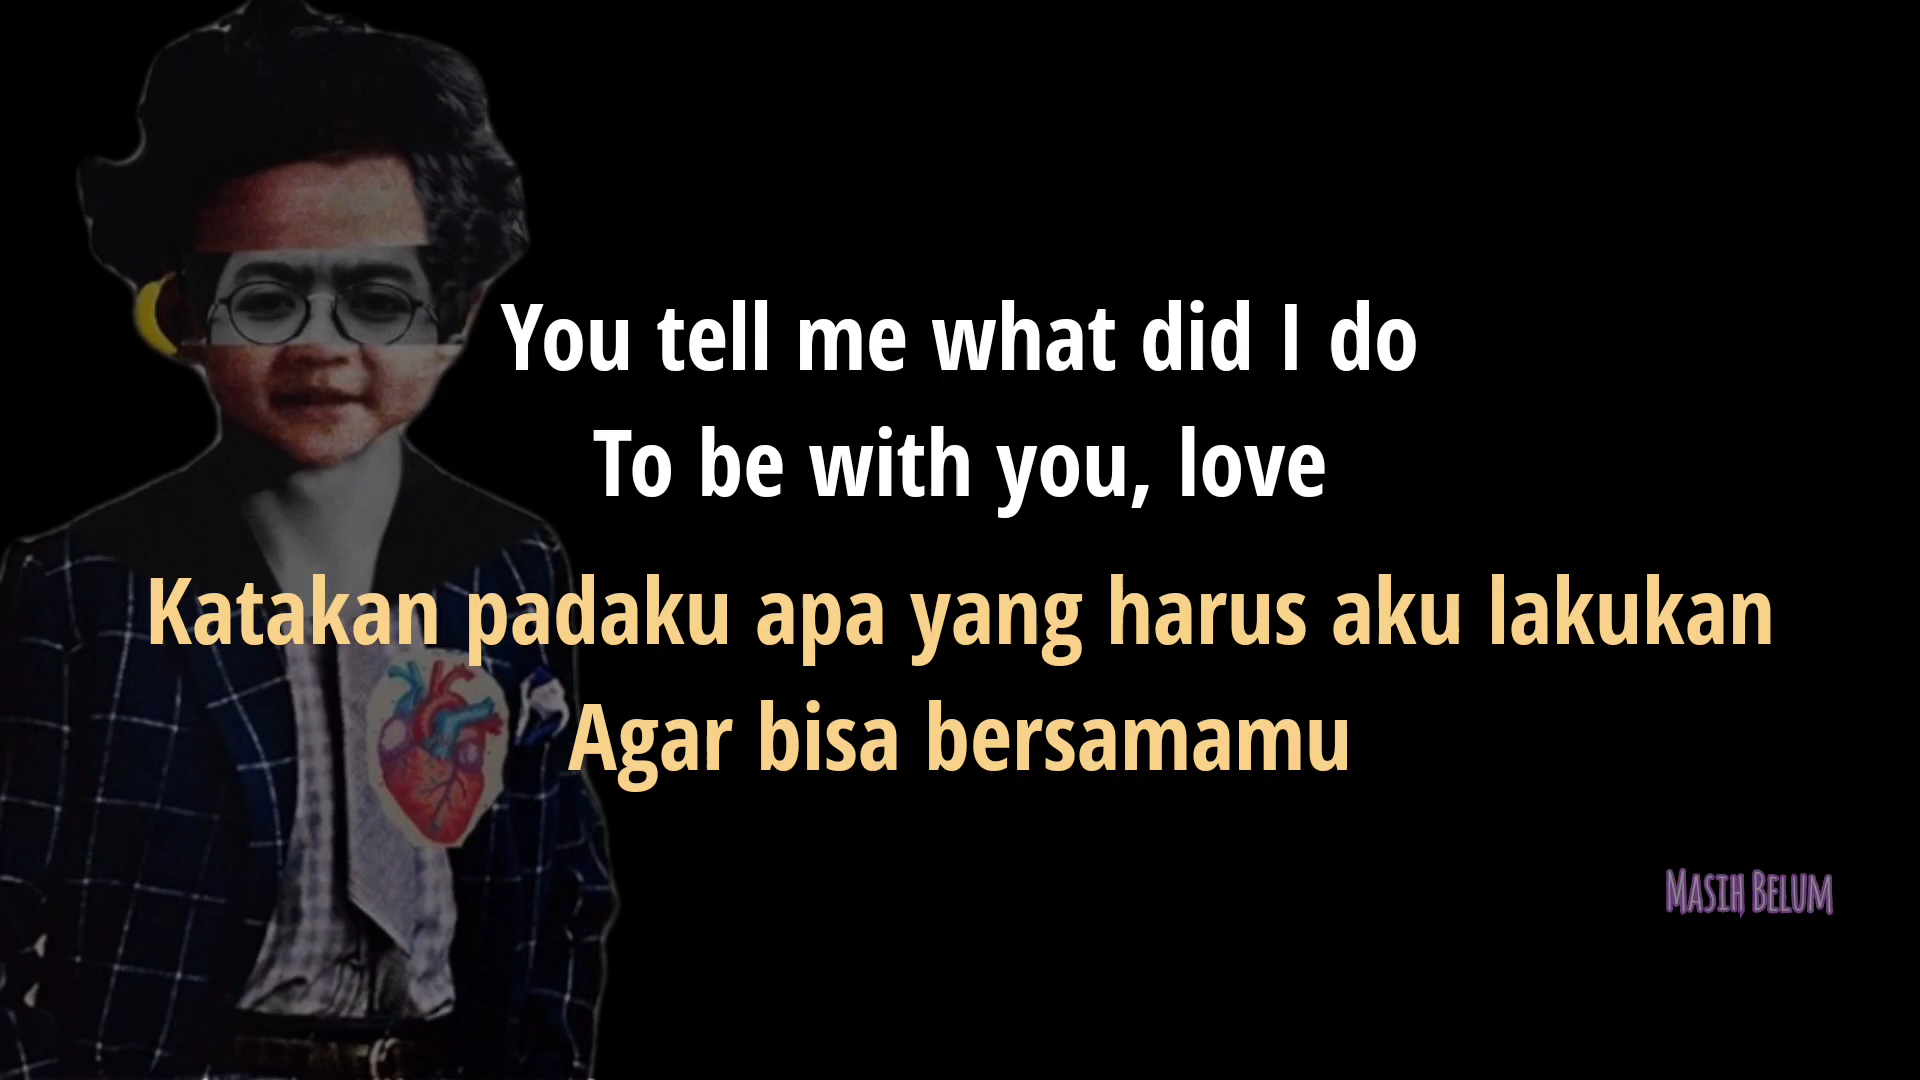 You tell me what did I do
To be with you, love
Katakan padaku apa yang harus aku lakukan
Agar bisa bersamamu
MASIH BELUM